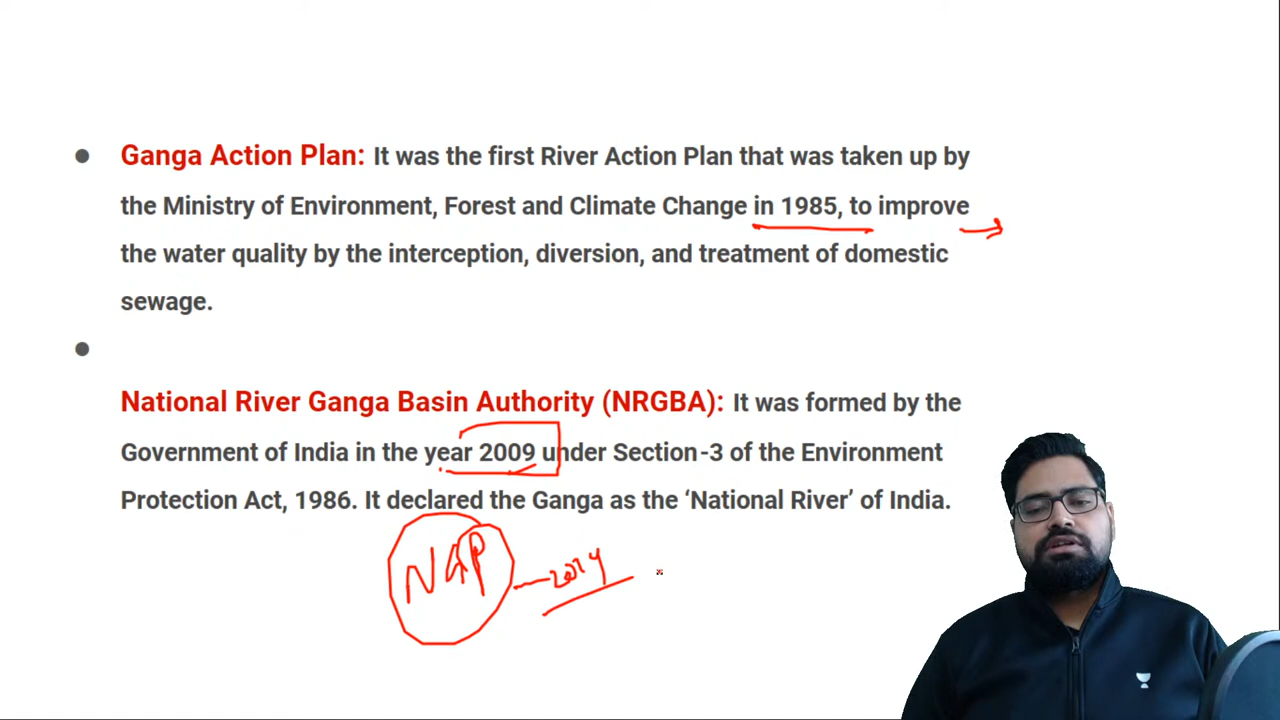 Ganga Action Plan: It was the first River Action Plan that was taken up by
the Ministry of Environment, Forest and Climate Change in 1985, to improve
the water quality by the interception, diversion, and treatment of domestic
sewage.
National River Ganga Basin Authority (NRGBA): It was formed by the
Government of India in the year 2009 under Section-3 of the Environment
Protection Act, 1986. It declared the Ganga as the ‘National River’ of India.
NGP